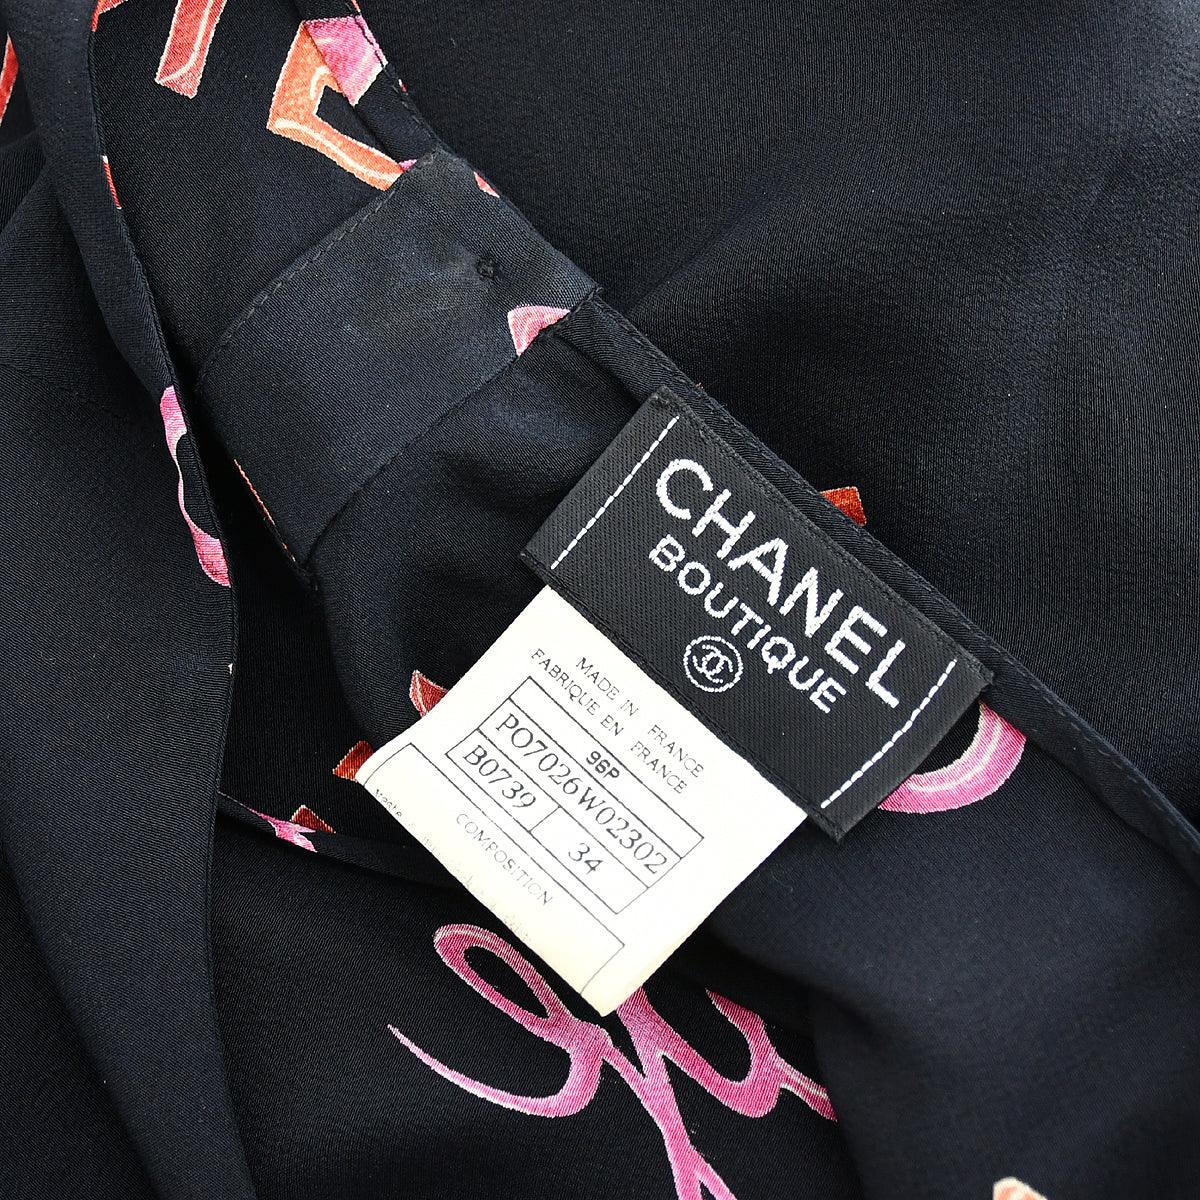 CHANEL
BOUTIQUE
MADE IN FRANCE
FABRIQUE EN FRANCE
96P
P07026W02302
B0739 34
COMPOSITION